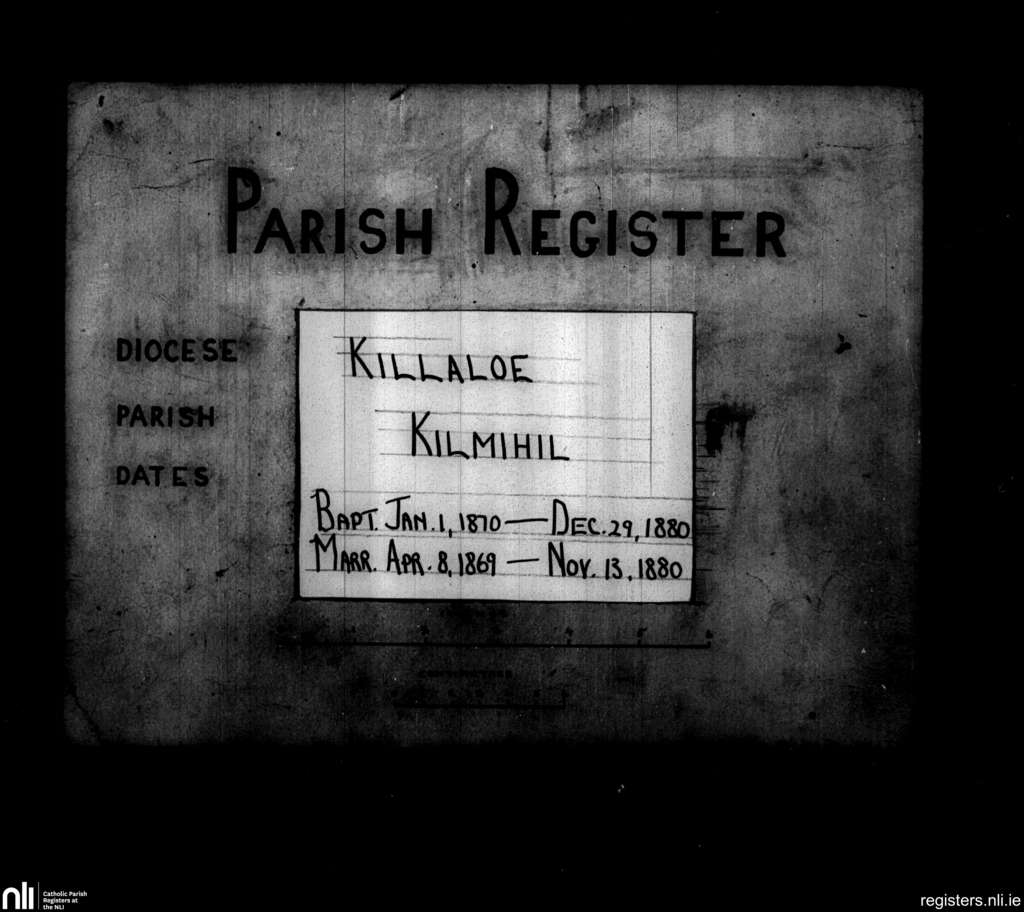 PARISH REGISTER
DIOCESE KILLALOE
PARISH KILMIHIL
DATES
BAPT. JAN. 1, 1870 — DEC. 29, 1880
MARR. APR. 8, 1869 — NOV. 13, 1880
nli Catholic Parish
Registers at
the NLI
registers.nli.ie